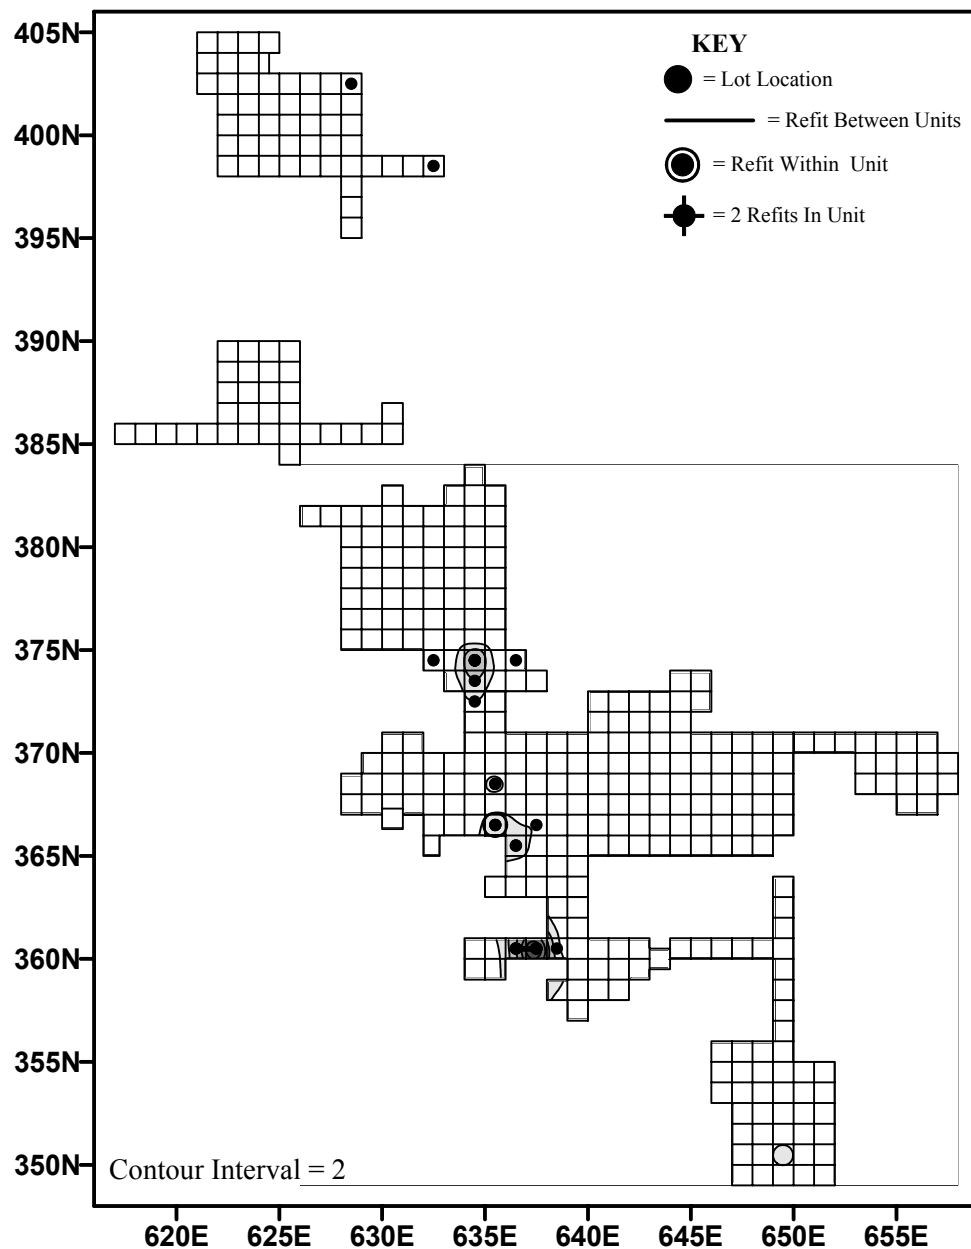 KEY
= Lot Location
= Refit Between Units
= Refit Within Unit
= 2 Refits In Unit
405N
400N
395N
390N
385N
380N
375N
370N
365N
360N
355N
350N
Contour Interval = 2
620E 625E 630E 635E 640E 645E 650E 655E